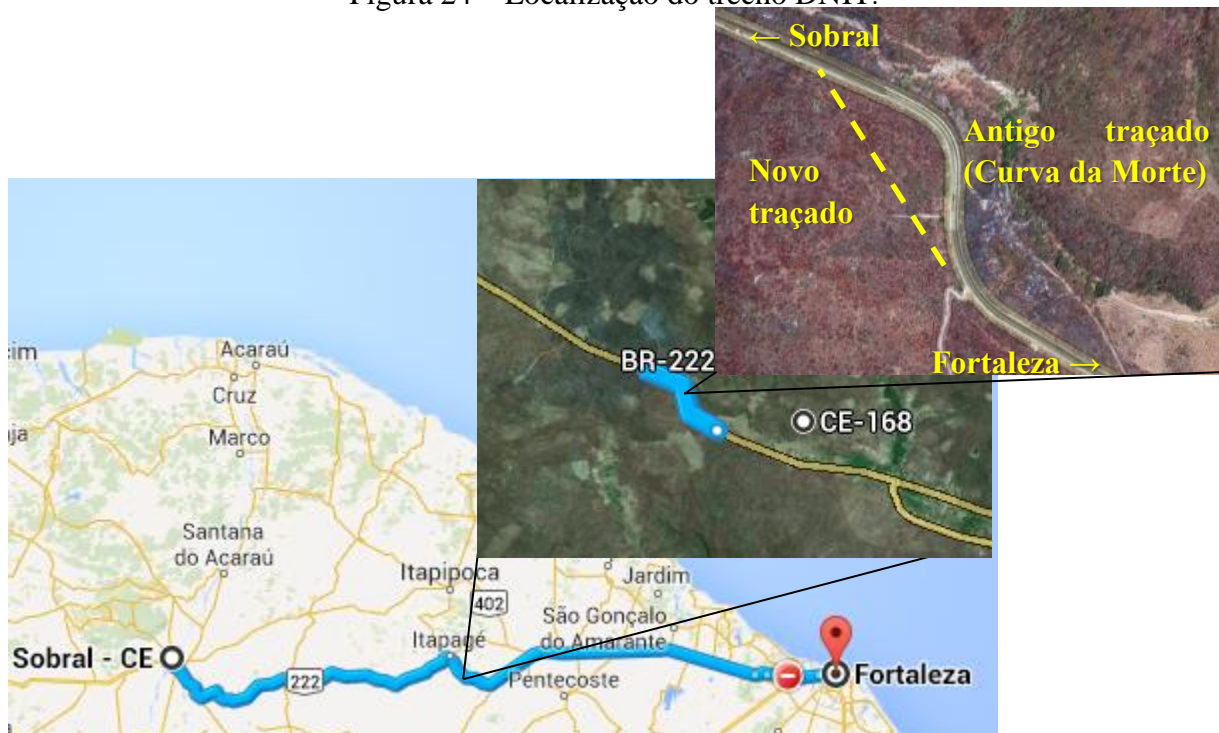 Figura 24 – Localização do trecho DNIT.
← Sobral
Antigo traçado
(Curva da Morte)
Novo
traçado
Fortaleza →
BR-222
CE-168
Acaraú
Cruz
Marco
Santana
do Acaraú
Itapipoca
402
Jardim
São Gonçalo
do Amarante
Itapagé
Sobral - CE
222
Pentecoste
Fortaleza